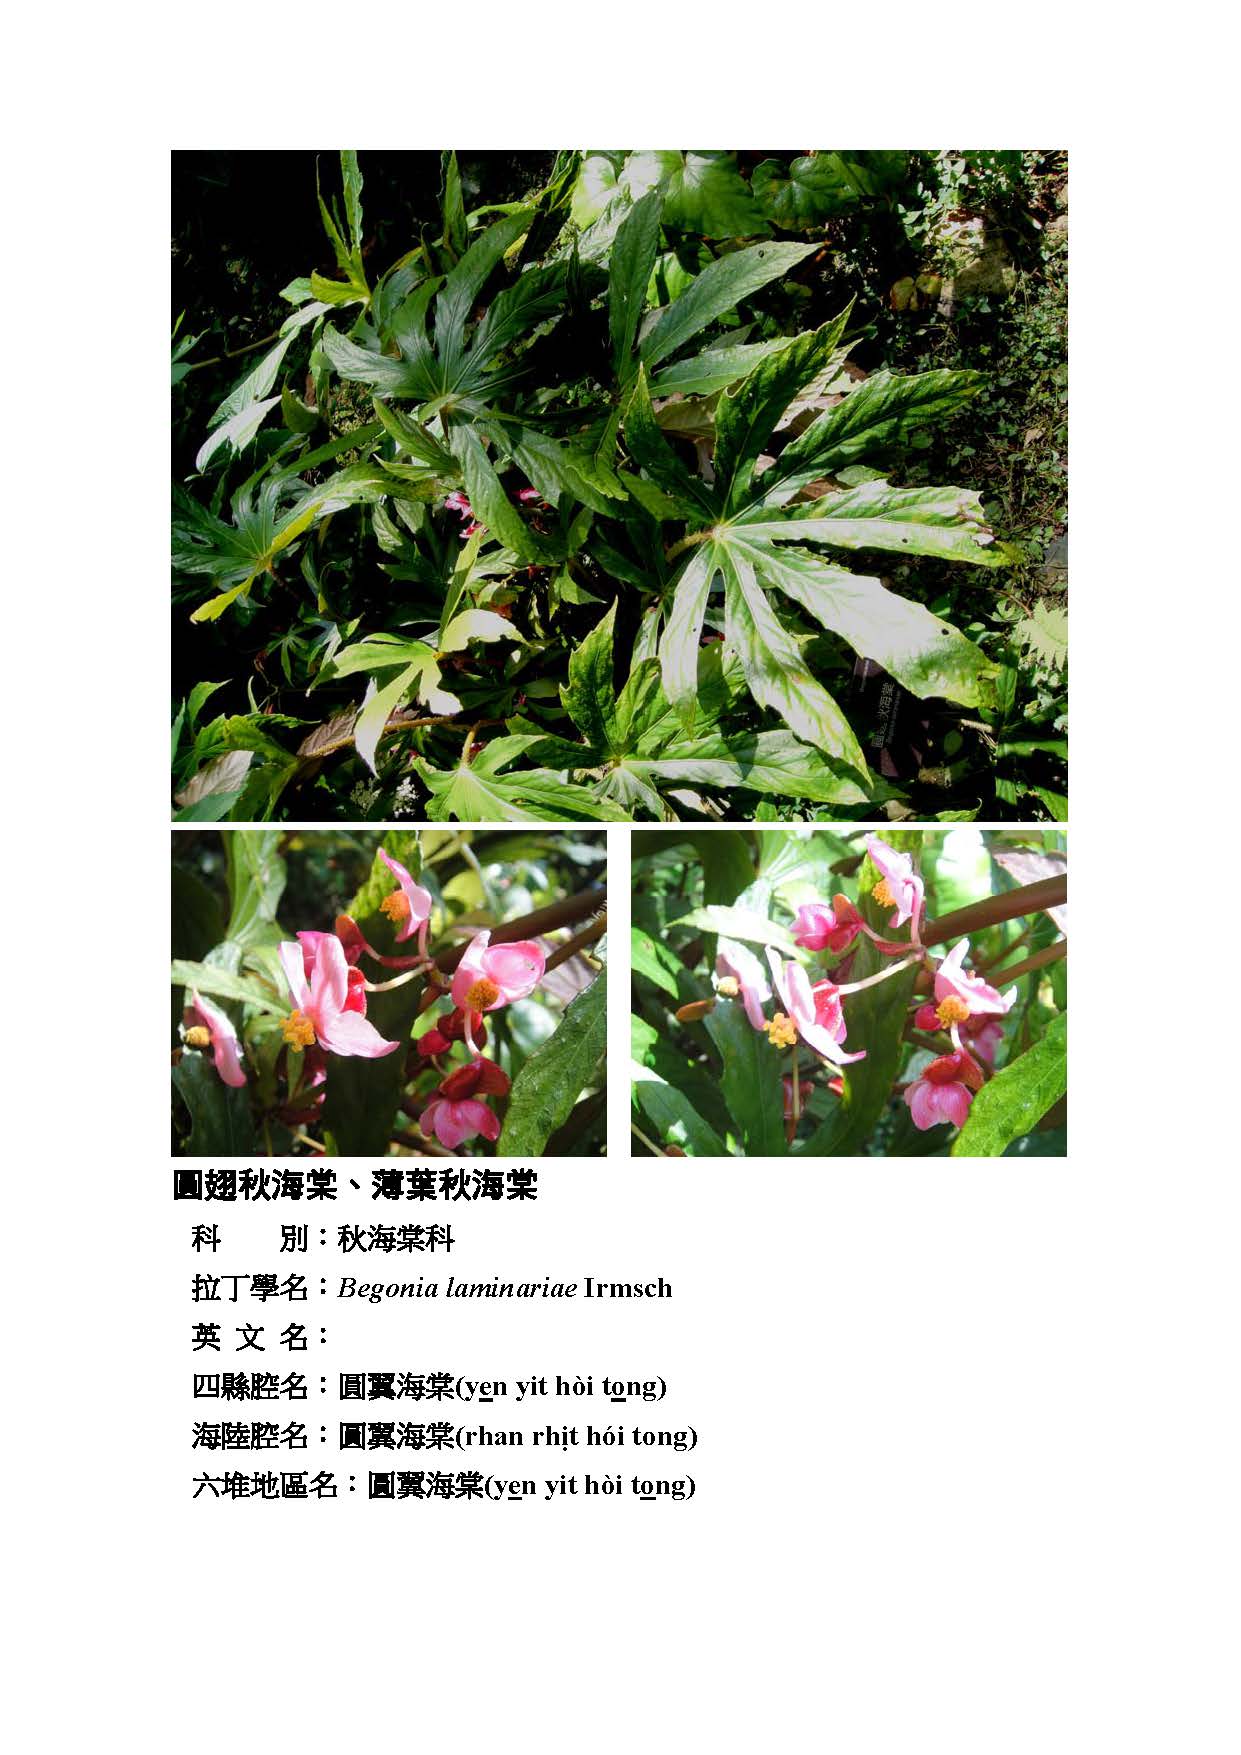 圓翅秋海棠、薄葉秋海棠
科　　別：秋海棠科
拉丁學名：Begonia laminariae Irmsch
英 文 名：
四縣腔名：圓翼海棠(yen yit hòi tong)
海陸腔名：圓翼海棠(rhan rhịt hói tong)
六堆地區名：圓翼海棠(yen yit hòi tong)